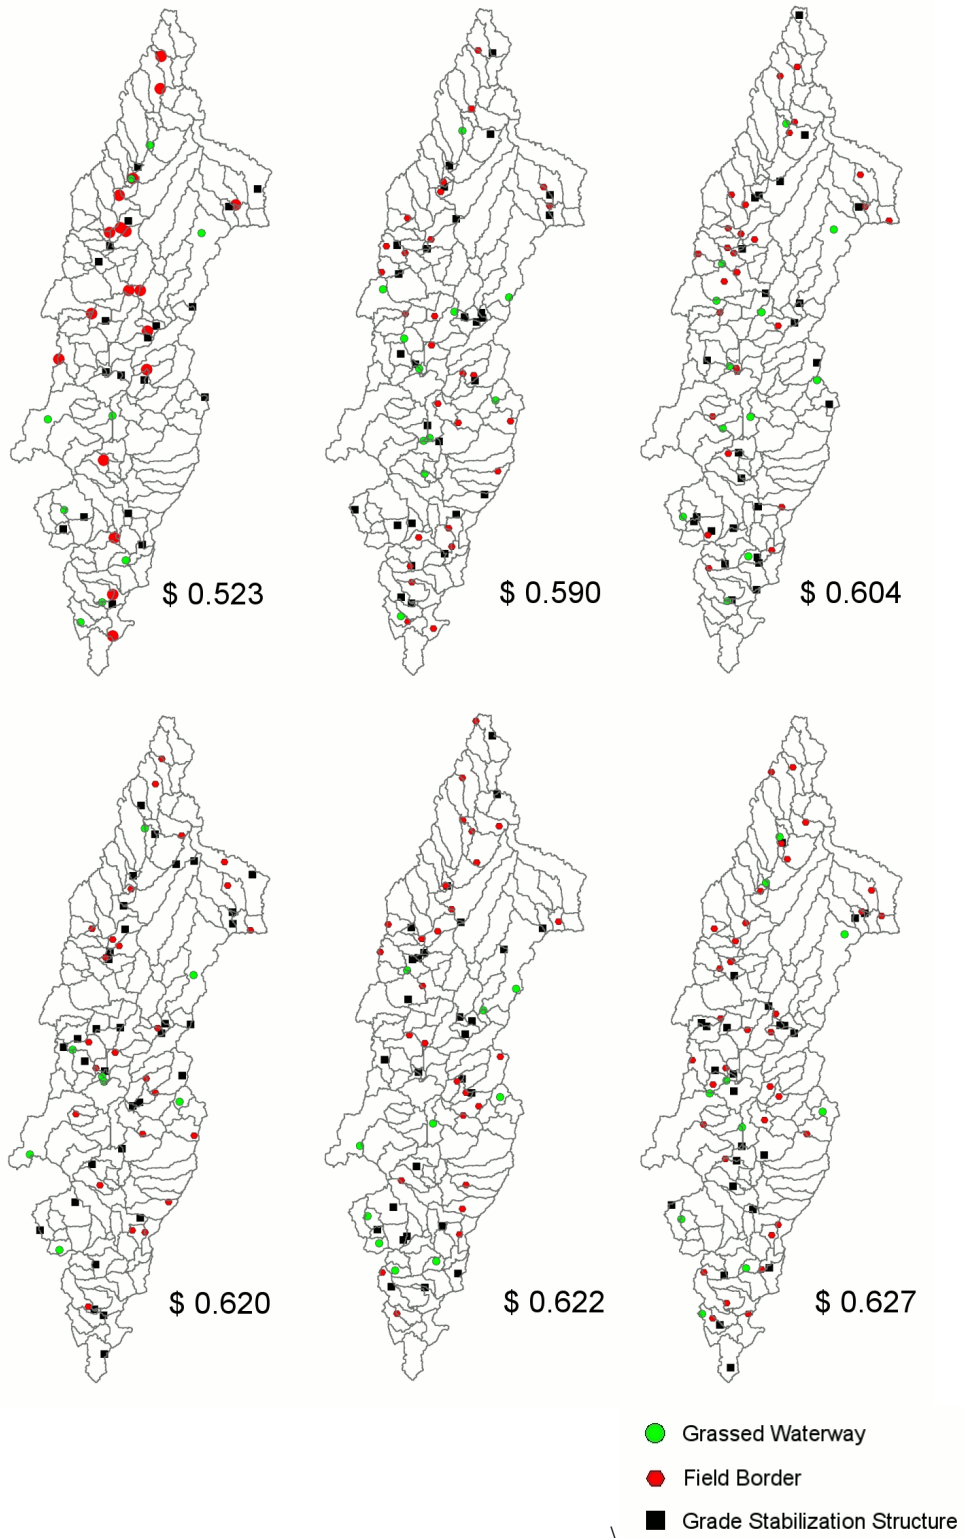 $ 0.523
$ 0.590
$ 0.604
$ 0.620
$ 0.622
$ 0.627
Grassed Waterway
Field Border
\ Grade Stabilization Structure